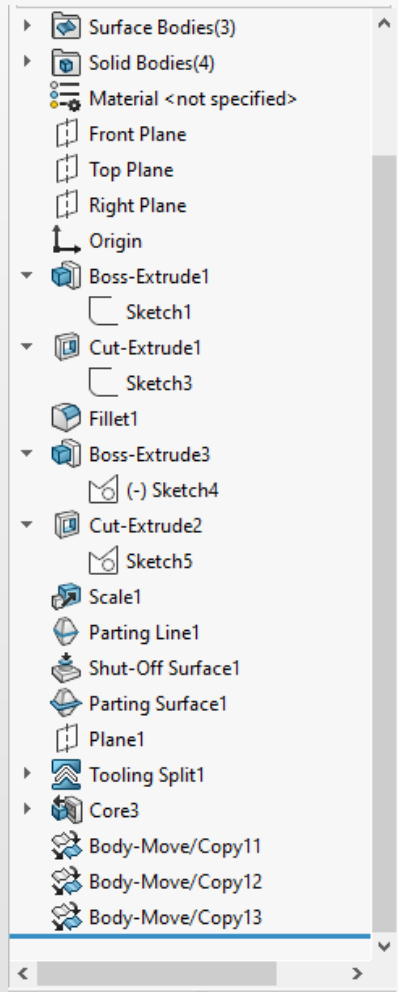 Surface Bodies(3)
Solid Bodies(4)
Material <not specified>
Front Plane
Top Plane
Right Plane
Origin
Boss-Extrude1
Sketch1
Cut-Extrude1
Sketch3
Fillet1
Boss-Extrude3
(-) Sketch4
Cut-Extrude2
Sketch5
Scale1
Parting Line1
Shut-Off Surface1
Parting Surface1
Plane1
Tooling Split1
Core3
Body-Move/Copy11
Body-Move/Copy12
Body-Move/Copy13